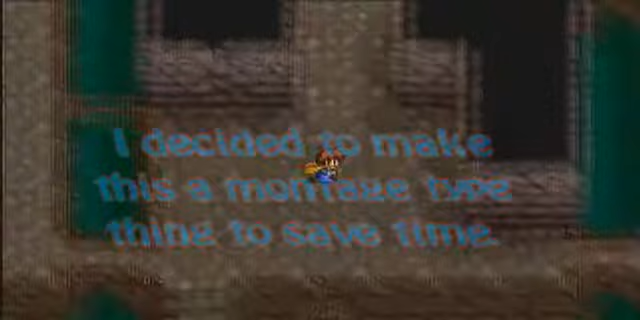 I decided to make
this a montage type
thing to save time.